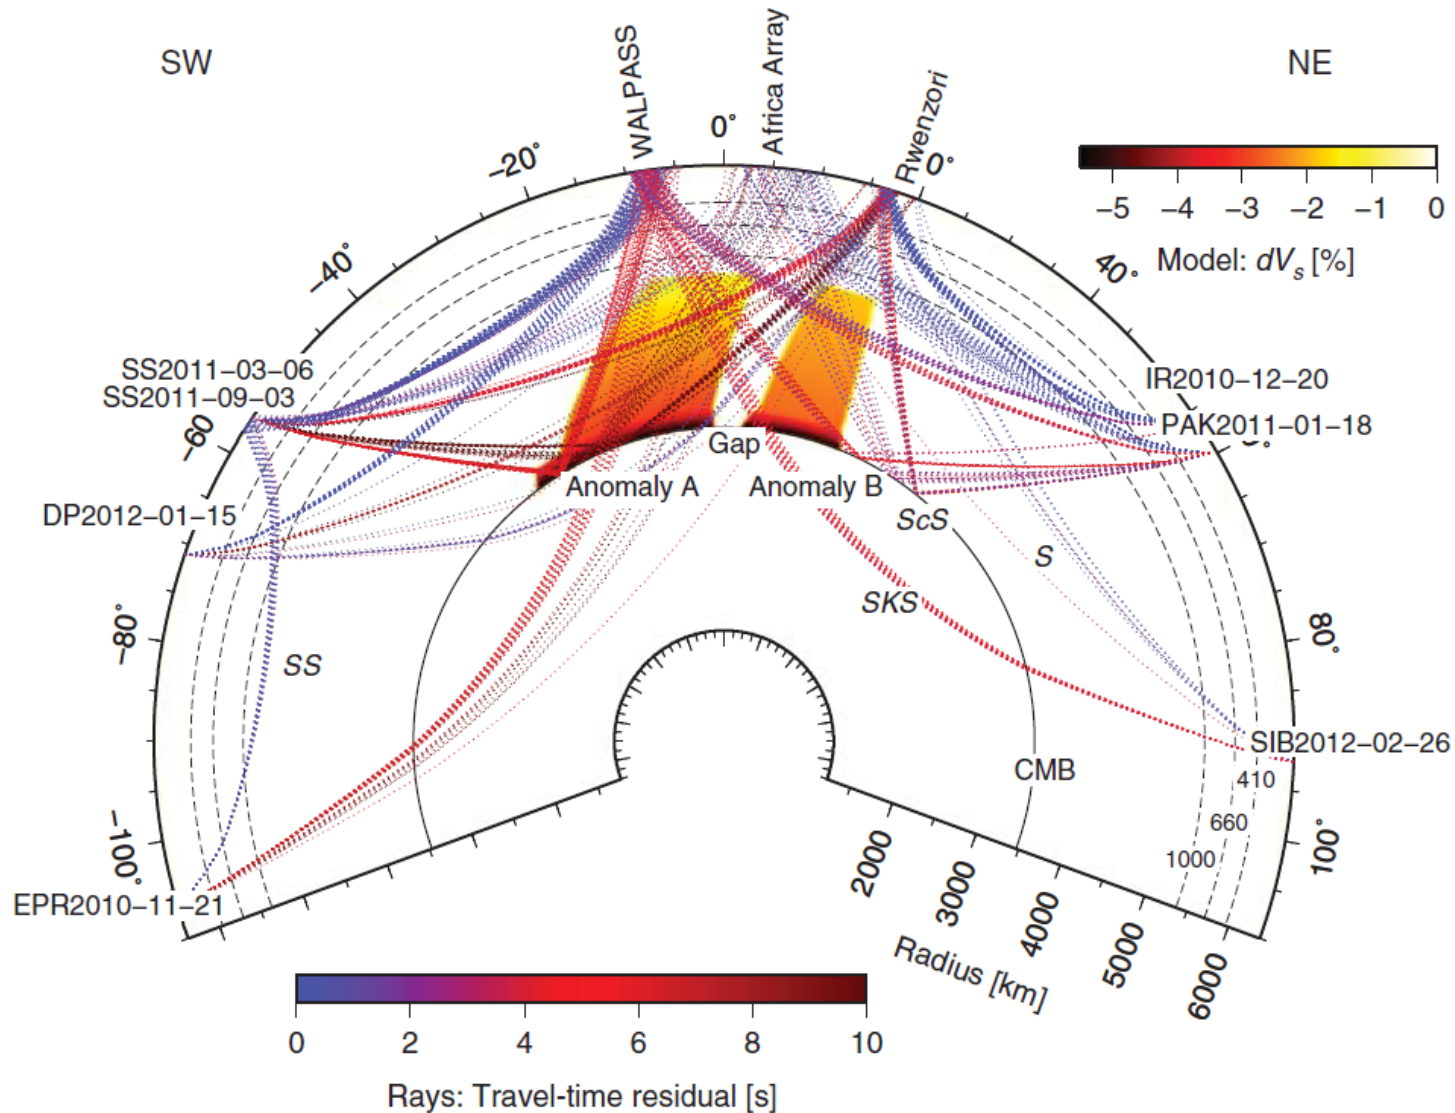 SW
NE
WALPASS
Africa Array
Rwenzori
0°
0°
−20°
−40°
−60°
−80°
−100°
40°
80°
100°
−5 −4 −3 −2 −1 0
Model: dVs [%]
SS2011−03−06
SS2011−09−03
IR2010−12−20
PAK2011−01−18
DP2012−01−15
Gap
Anomaly A
Anomaly B
ScS
S
SKS
SS
SIB2012−02−26
CMB
410
660
1000
EPR2010−11−21
2000
3000
4000
5000
6000
Radius [km]
0 2 4 6 8 10
Rays: Travel-time residual [s]